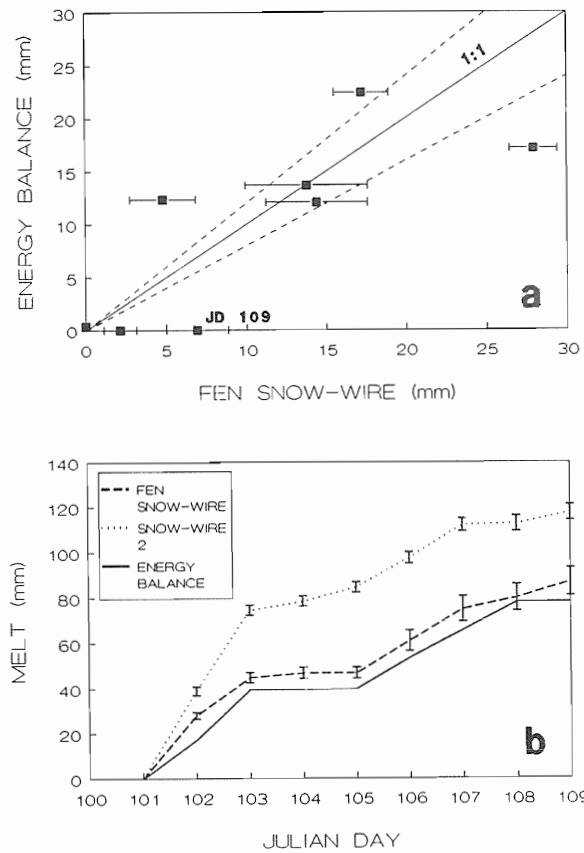 30
25
20
15
10
5
0
ENERGY BALANCE (mm)
1:1
a
JD 109
0 5 10 15 20 25 30
FEN SNOW-WIRE (mm)
140
120
100
80
60
40
20
0
MELT (mm)
FEN
SNOW-WIRE
SNOW-WIRE
2
ENERGY
BALANCE
b
100 101 102 103 104 105 106 107 108 109
JULIAN DAY